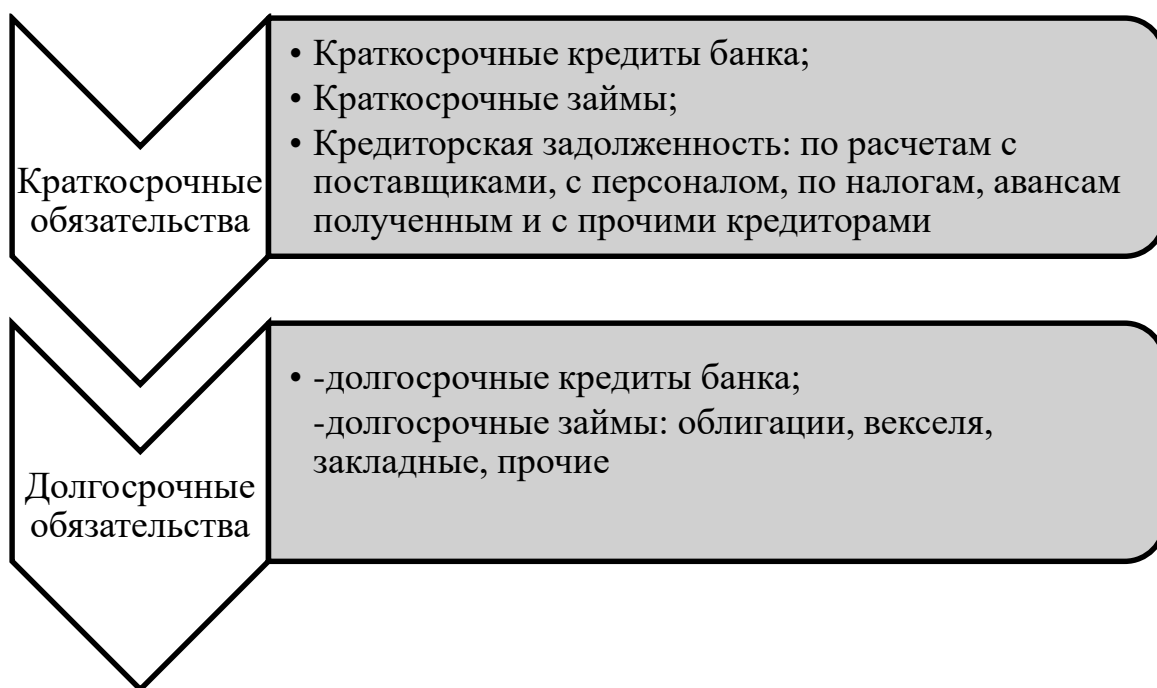 Краткосрочные
обязательства
• Краткосрочные кредиты банка;
• Краткосрочные займы;
• Кредиторская задолженность: по расчетам с
поставщиками, с персоналом, по налогам, авансам
полученным и с прочими кредиторами
Долгосрочные
обязательства
• -долгосрочные кредиты банка;
-долгосрочные займы: облигации, векселя,
закладные, прочие